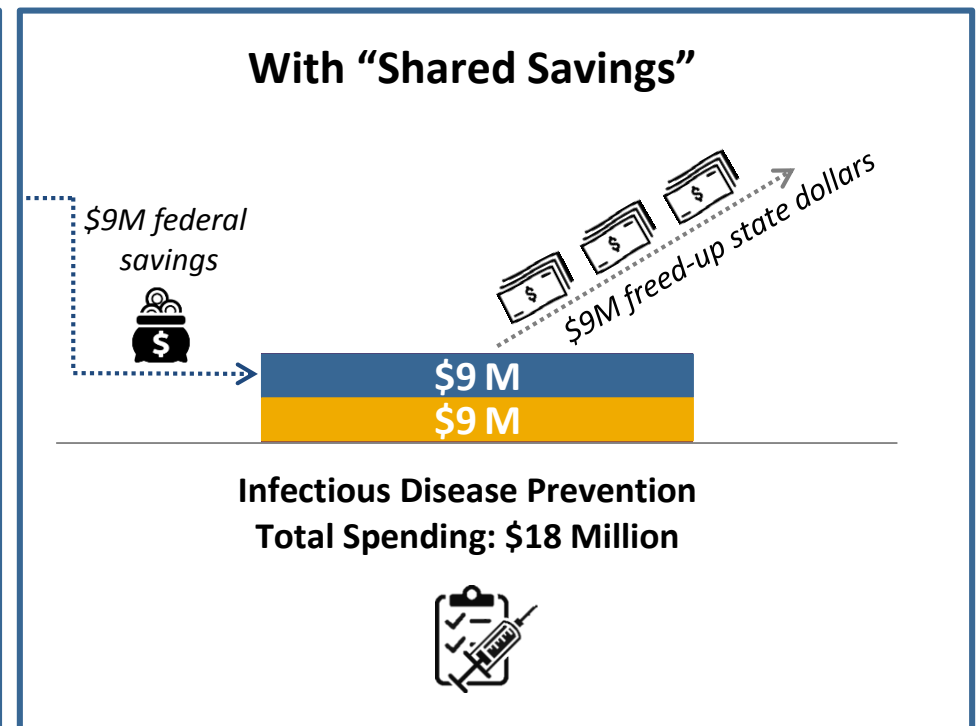 With “Shared Savings”
$9M federal
savings
$
$ $ $
$9M freed-up state dollars
$9 M
$9 M
Infectious Disease Prevention
Total Spending: $18 Million